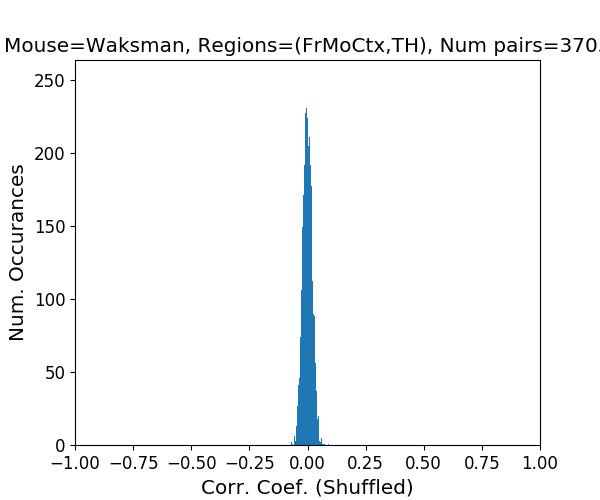 Mouse=Waksman, Regions=(FrMoCtx,TH), Num pairs=370.
250
200
150
100
50
0
Num. Occurances
−1.00 −0.75 −0.50 −0.25 0.00 0.25 0.50 0.75 1.00
Corr. Coef. (Shuffled)